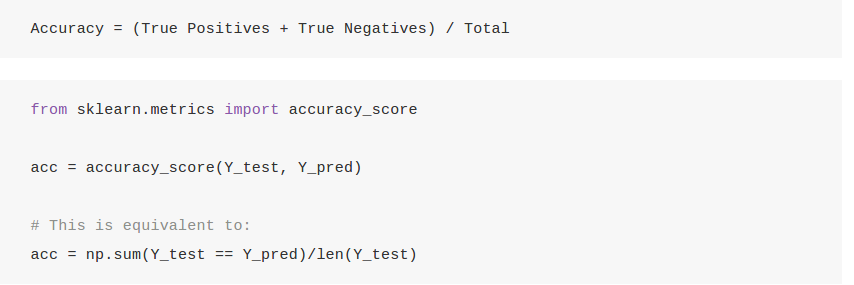 Accuracy = (True Positives + True Negatives) / Total
from sklearn.metrics import accuracy_score
acc = accuracy_score(Y_test, Y_pred)
# This is equivalent to:
acc = np.sum(Y_test == Y_pred)/len(Y_test)